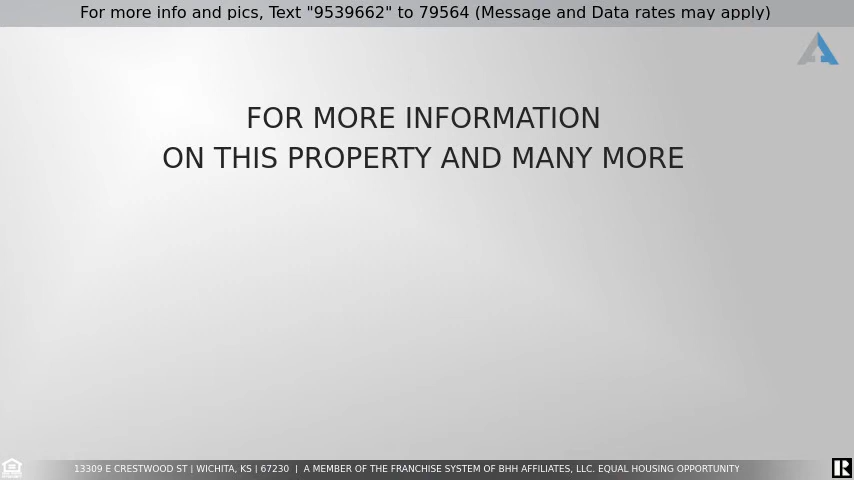 For more info and pics, Text "9539662" to 79564 (Message and Data rates may apply)
FOR MORE INFORMATION
ON THIS PROPERTY AND MANY MORE
13309 E CRESTWOOD ST | WICHITA, KS | 67230 | A MEMBER OF THE FRANCHISE SYSTEM OF BHH AFFILIATES, LLC. EQUAL HOUSING OPPORTUNITY